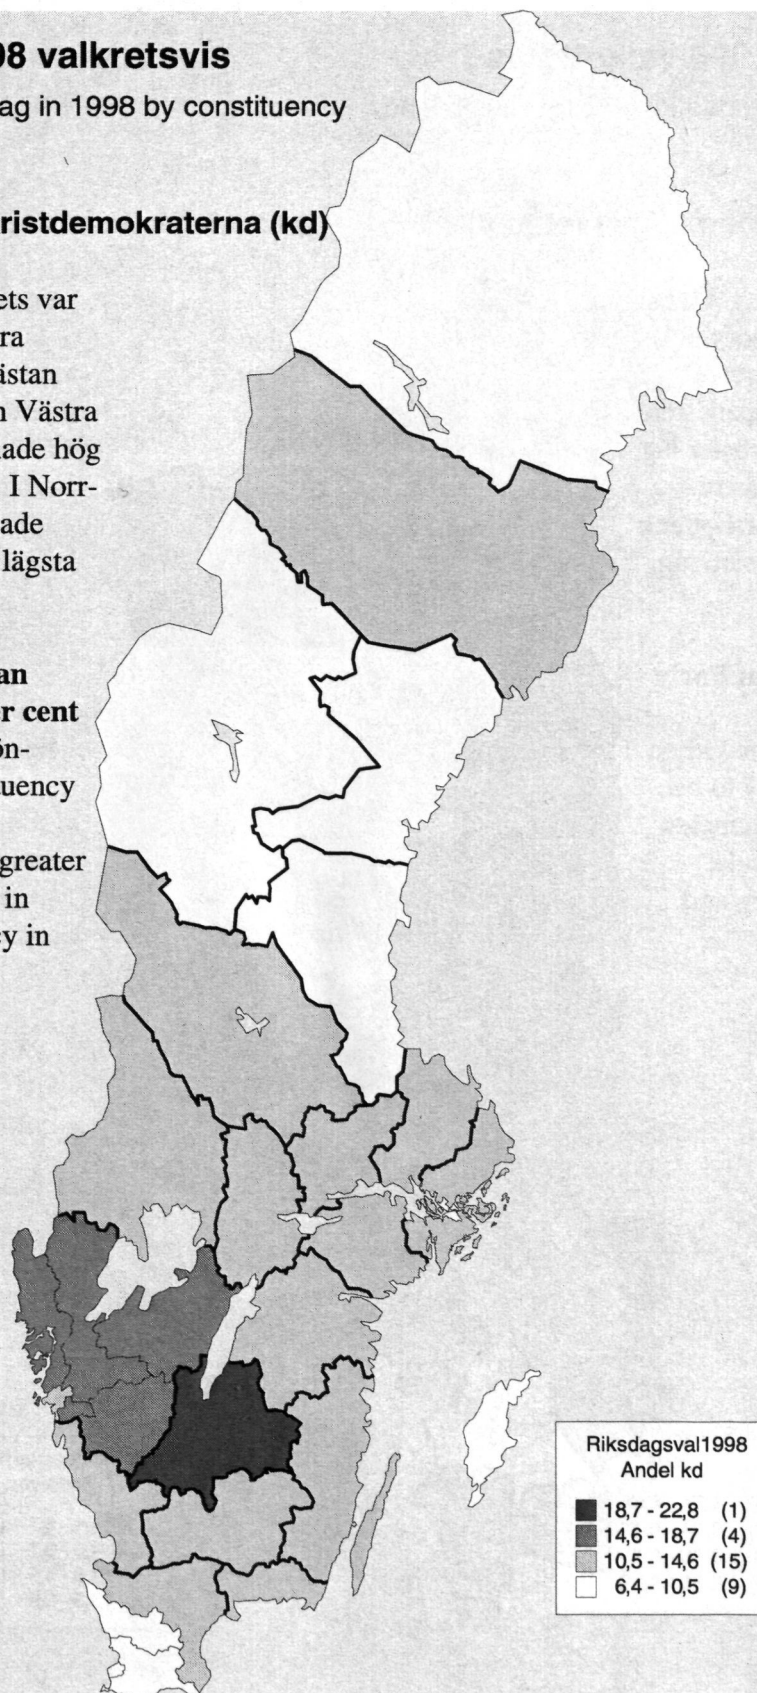 98 valkretsvis
ag in 1998 by constituency
ristdemokraterna (kd)
ets var
ra
ästan
n Västra
ade hög
I Norr-
ade
lägsta
an
r cent
ön-
uency
greater
in
y in
Riksdagsval1998
Andel kd
18,7 - 22,8 (1)
14,6 - 18,7 (4)
10,5 - 14,6 (15)
6,4 - 10,5 (9)